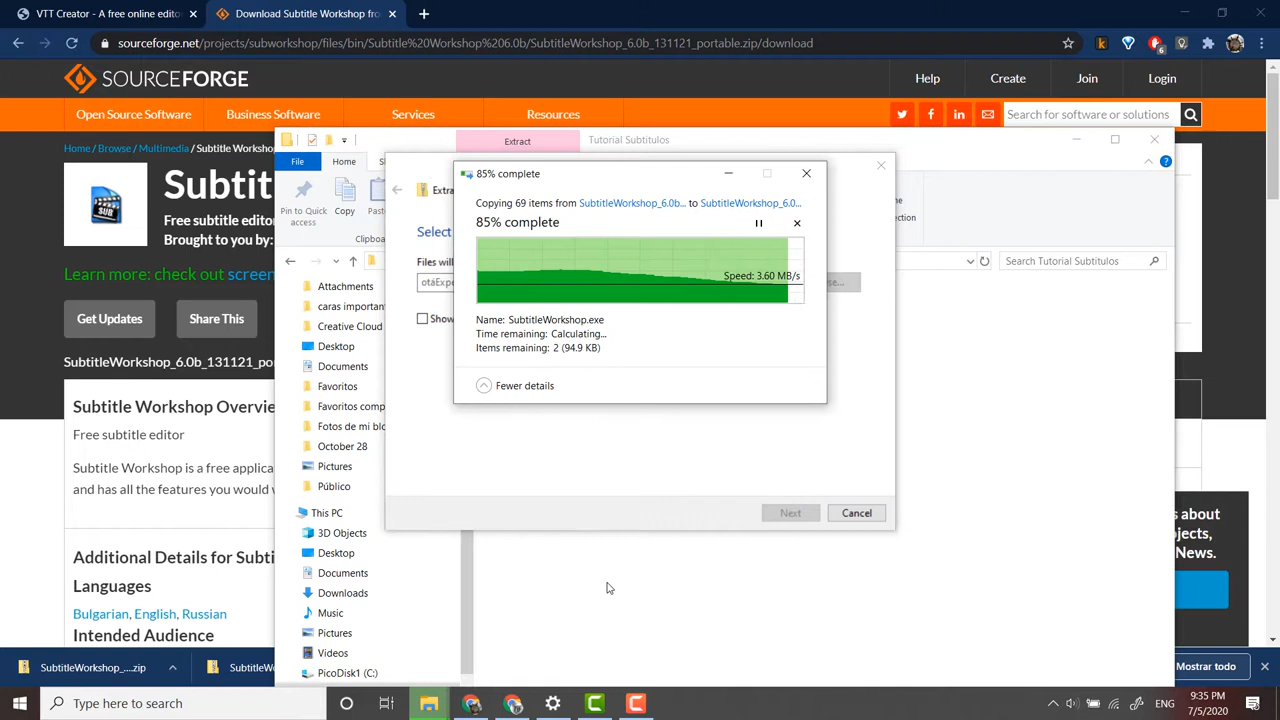 VTT Creator - A free online editor
Download Subtitle Workshop fro
sourceforge.net/projects/subworkshop/files/bin/Subtitle%20Workshop%206.0b/SubtitleWorkshop_6.0b_131121_portable.zip/download
6
SOURCEFORGE
Help
Create
Join
Login
Open Source Software
Business Software
Services
Resources
Search for software or solutions
Home / Browse / Multimedia / Subtitle Worksho
Subtit
Free subtitle editor
Brought to you by:
Learn more: check out screen
Get Updates
Share This
SubtitleWorkshop_6.0b_131121_po
Subtitle Workshop Overvie
Free subtitle editor
Subtitle Workshop is a free applica
and has all the features you would w
Additional Details for Subti
Languages
Bulgarian, English, Russian
Intended Audience
s about
ojects,
News.
Extract
Tutorial Subtitulos
File
Home
Pin to Quick
access
Copy
Paste
Clipboa
Search Tutorial Subtitulos
Attachments
caras important
Creative Cloud
Desktop
Documents
Favoritos
Favoritos comp
Fotos de mi blo
October 28
Pictures
Público
This PC
3D Objects
Desktop
Documents
Downloads
Music
Pictures
Videos
PicoDisk1 (C:)
Extra
Select
Files will
otaExpe
Show
Next
Cancel
85% complete
Copying 69 items from SubtitleWorkshop_6.0b... to SubtitleWorkshop_6.0...
85% complete
Speed: 3.60 MB/s
Name: SubtitleWorkshop.exe
Time remaining: Calculating...
Items remaining: 2 (94.9 KB)
Fewer details
SubtitleWorkshop_....zip
SubtitleWo
Mostrar todo
Type here to search
9:35 PM
7/5/2020